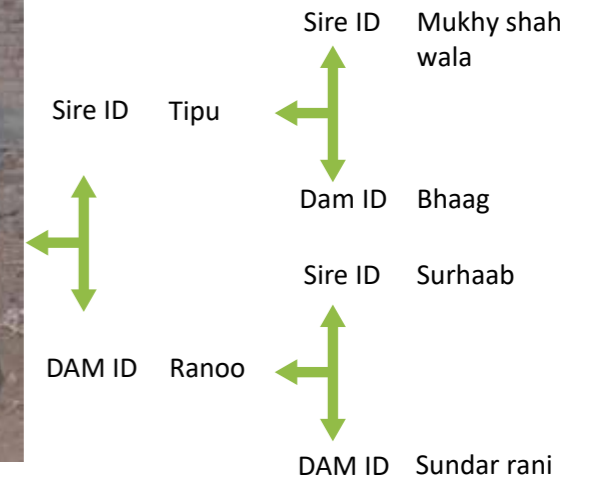 Sire ID Mukhy shah
wala
Sire ID Tipu
Dam ID Bhaag
Sire ID Surhaab
DAM ID Ranoo
DAM ID Sundar rani